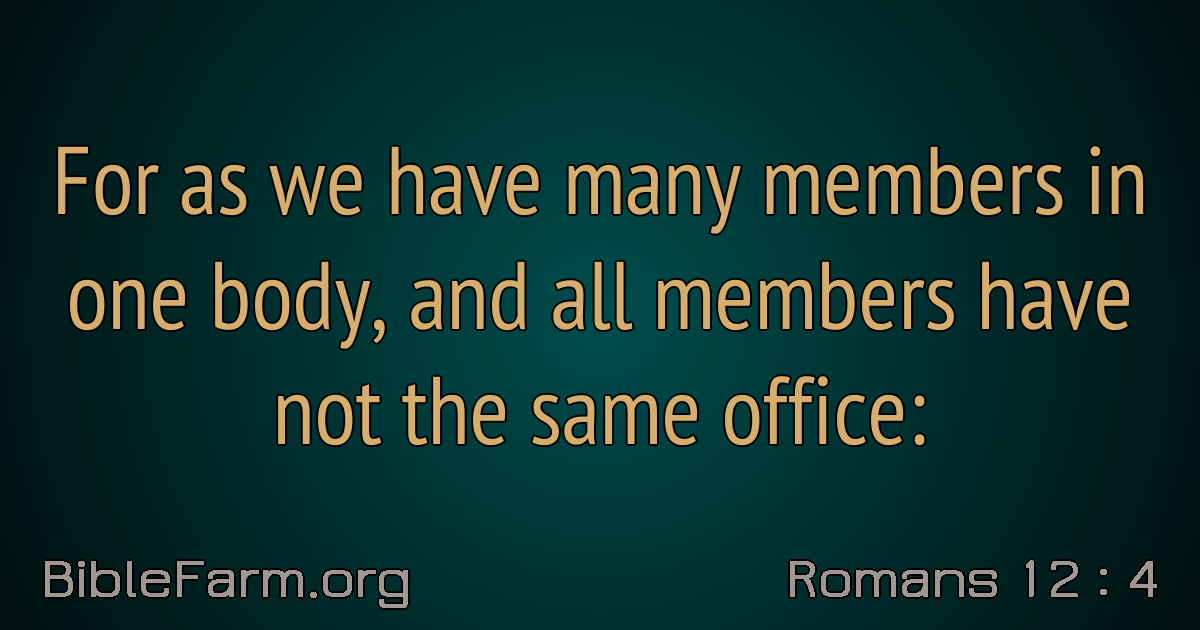 For as we have many members in
one body, and all members have
not the same office:
BibleFarm.org
Romans 12 : 4